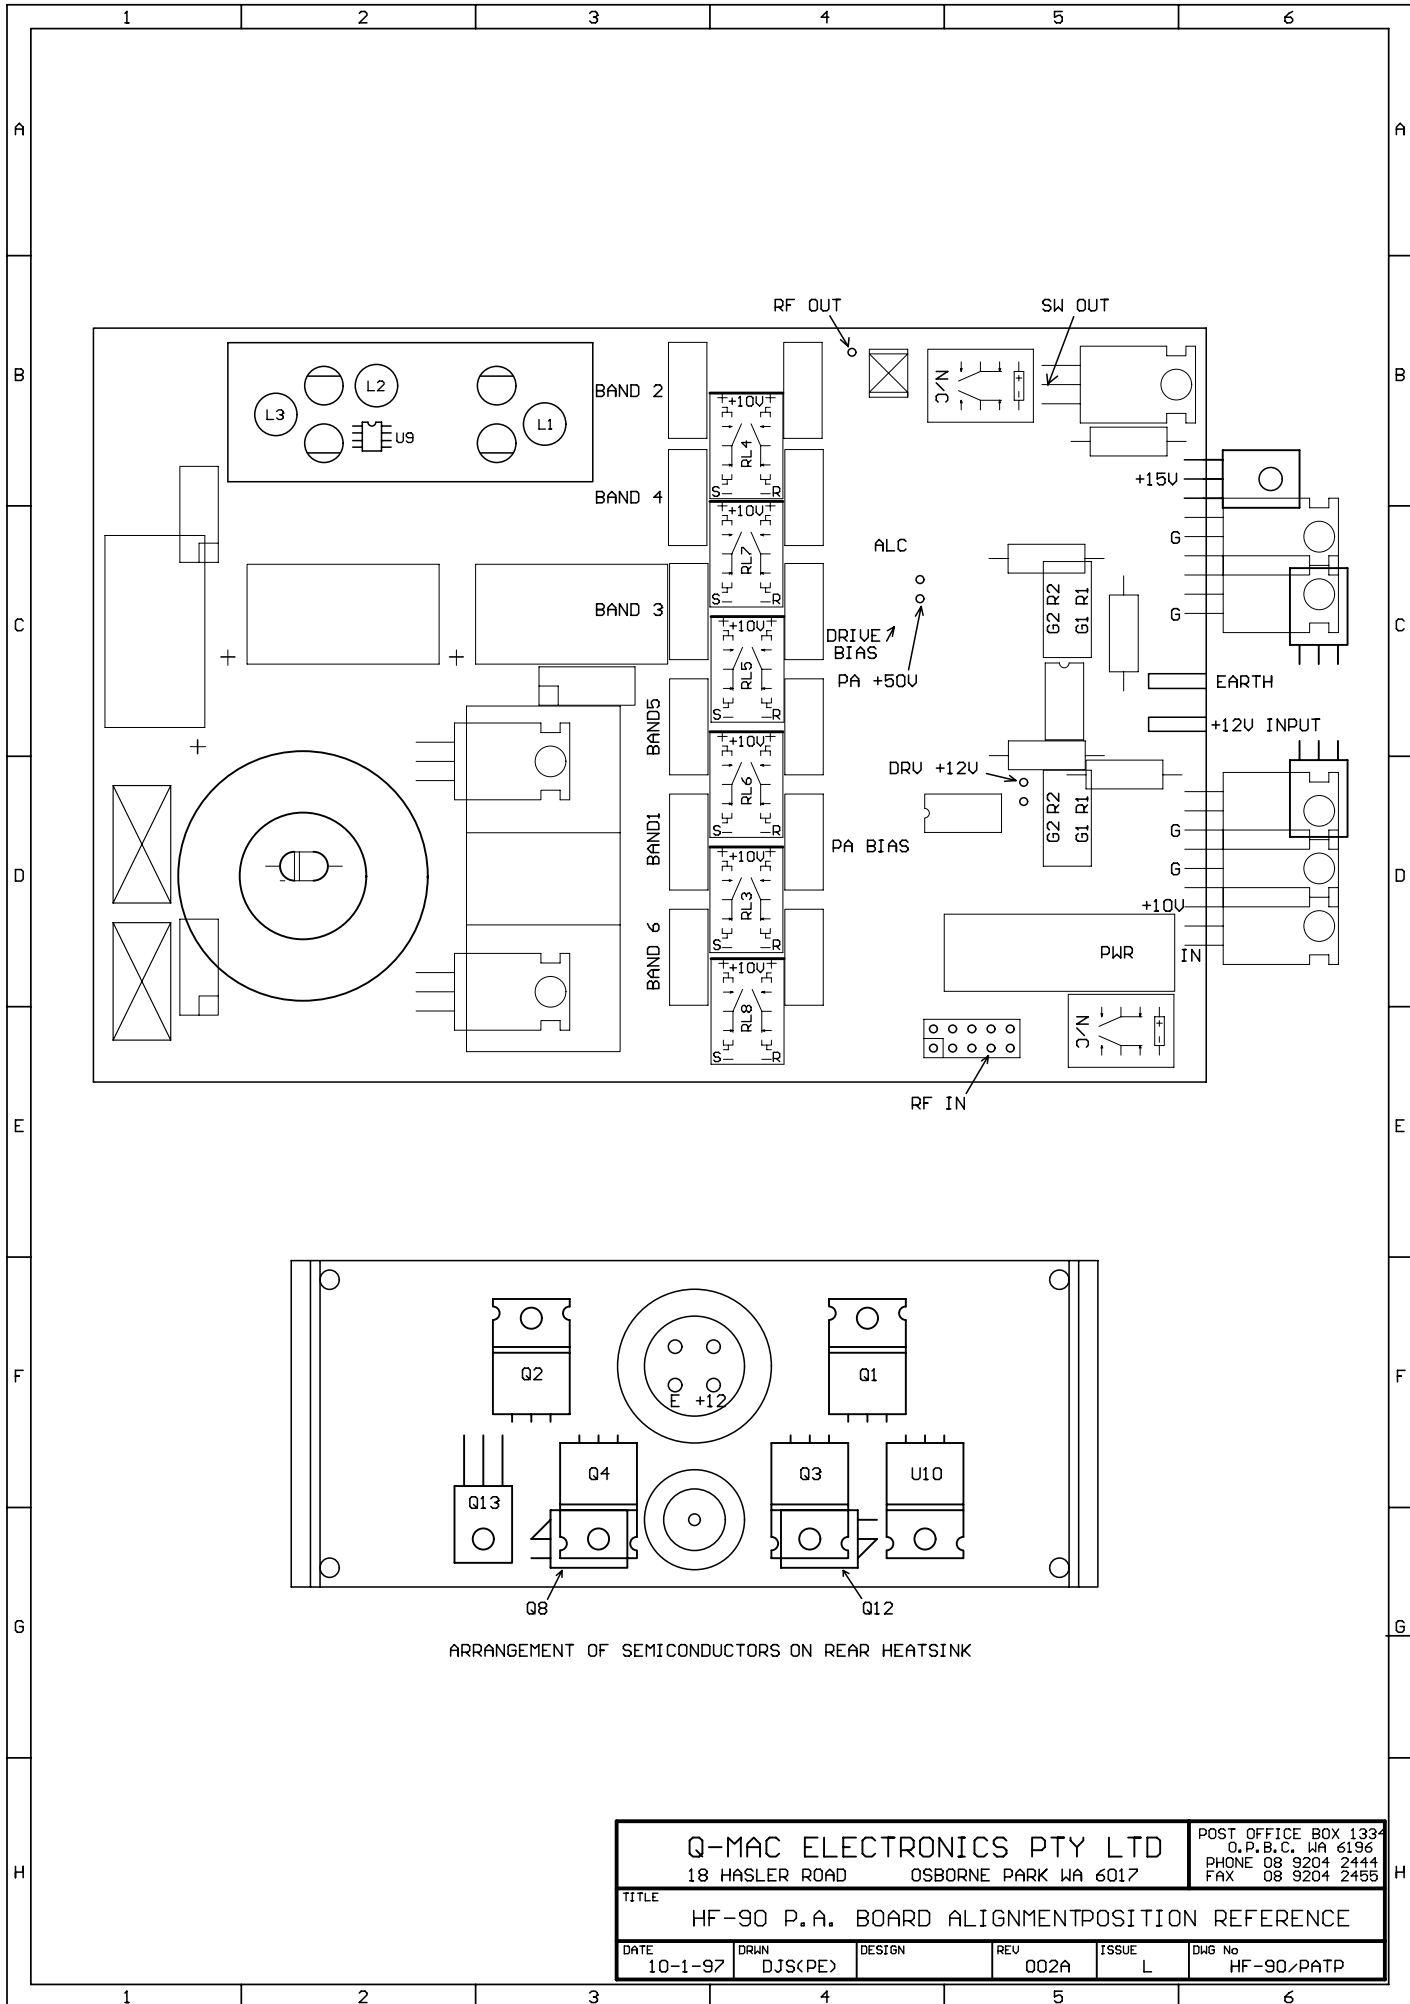 1 2 3 4 5 6
A A
RF OUT
SW OUT
B B
L2
L3
U9
L1
BAND 2
+10V
RL4
S R
N/C
+ -
+15V
BAND 4
+10V
RL7
S R
ALC
G
C C
BAND 3
+10V
RL5
S R
DRIVE
BIAS
PA +50V
G2 R2
G1 R1
G
EARTH
+12V INPUT
BAND5
+10V
RL6
S R
DRV +12V
G2 R2
G1 R1
G
PA BIAS
BAND1
+10V
RL3
S R
D D
G
+10V
BAND 6
PWR IN
+10V
RL8
S R
N/C
+ -
RF IN
E E
F F
Q2
Q1
E +12
Q4
Q3
U10
Q13
Q8
Q12
G G
ARRANGEMENT OF SEMICONDUCTORS ON REAR HEATSINK
H H
Q-MAC ELECTRONICS PTY LTD
18 HASLER ROAD OSBORNE PARK WA 6017
POST OFFICE BOX 1334
O.P.B.C. WA 6196
PHONE 08 9204 2444
FAX 08 9204 2455
TITLE
HF-90 P.A. BOARD ALIGNMENTPOSITION REFERENCE
DATE
10-1-97
DRWN
DJS(PE)
DESIGN
REV
002A
ISSUE
L
DWG No
HF-90/PATP
1 2 3 4 5 6